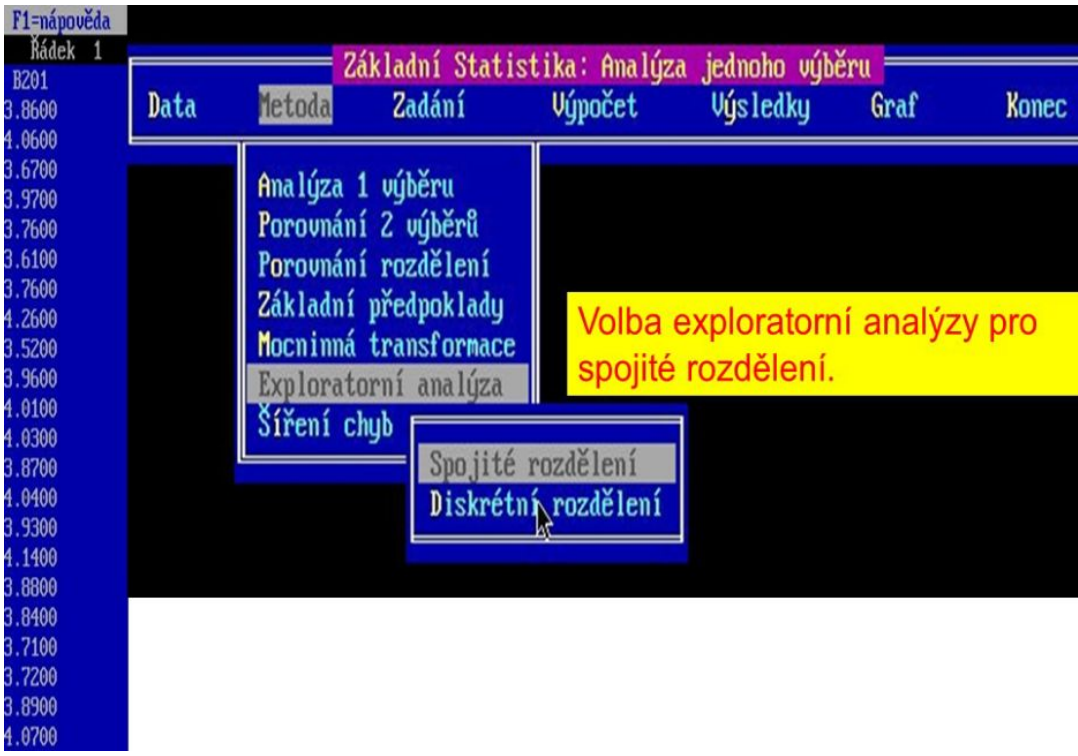 F1=nápověda
Řádek 1
B201
3.8600
4.0600
3.6700
3.9700
3.7600
3.6100
3.7600
4.2600
3.5200
3.9600
4.0100
4.0300
3.8700
4.0400
3.9300
4.1400
3.8800
3.8400
3.7100
3.7200
3.8900
4.0700
Základní Statistika: Analýza jednoho výběru
Data Metoda Zadání Výpočet Výsledky Graf Konec
Analýza 1 výběru
Porovnání 2 výběrů
Porovnání rozdělení
Základní předpoklady
Mocninná transformace
Exploratorní analýza
Šíření chyb
Spojité rozdělení
Diskrétní rozdělení
Volba exploratorní analýzy pro
spojité rozdělení.